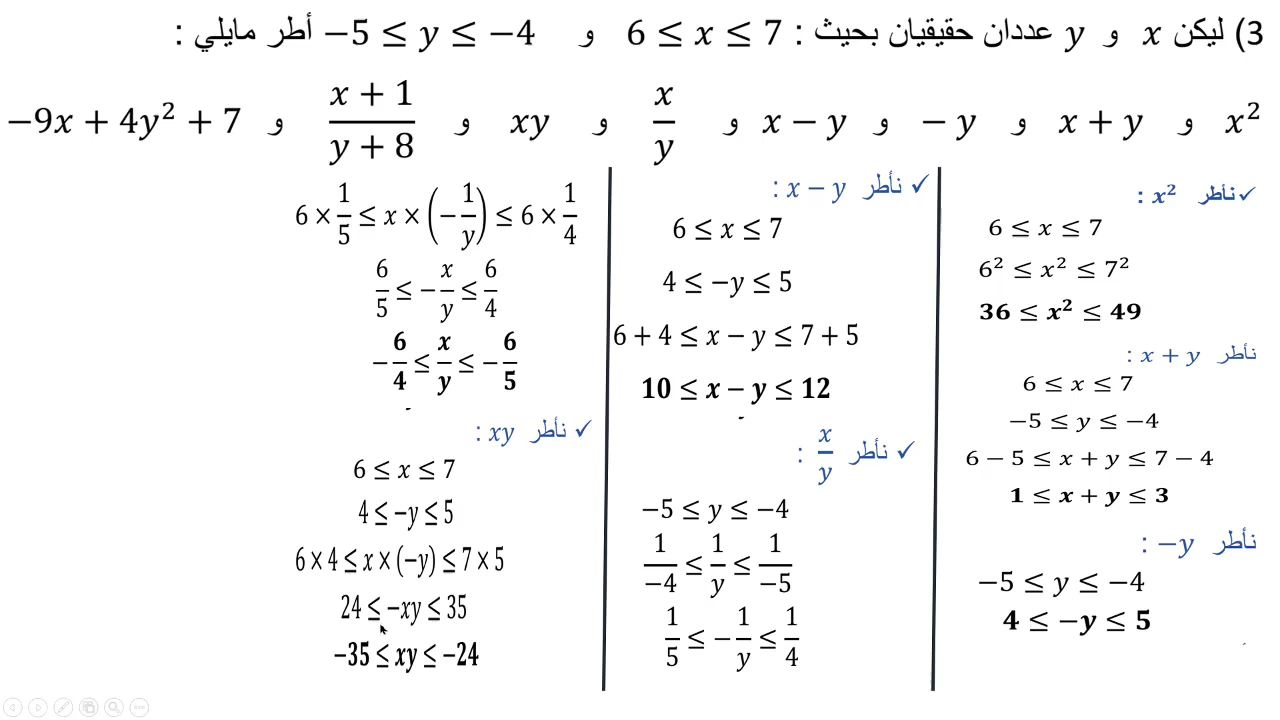 3) ليكن x و y عددان حقيقيان بحيث : 6 ≤ x ≤ 7 و −5 ≤ y ≤ −4 أطر مايلي :
x² و x + y و −y و x − y و x/y و xy و (x + 1)/(y + 8) و −9x + 4y² + 7
✓ نأطر x² :
6 ≤ x ≤ 7
6² ≤ x² ≤ 7²
36 ≤ x² ≤ 49
نأطر x + y :
6 ≤ x ≤ 7
−5 ≤ y ≤ −4
6 − 5 ≤ x + y ≤ 7 − 4
1 ≤ x + y ≤ 3
نأطر −y :
−5 ≤ y ≤ −4
4 ≤ −y ≤ 5
✓ نأطر x − y :
6 ≤ x ≤ 7
4 ≤ −y ≤ 5
6 + 4 ≤ x − y ≤ 7 + 5
10 ≤ x − y ≤ 12
✓ نأطر x/y :
−5 ≤ y ≤ −4
1/−4 ≤ 1/y ≤ 1/−5
1/5 ≤ −1/y ≤ 1/4
6 × 1/5 ≤ x × (−1/y) ≤ 6 × 1/4
6/5 ≤ −x/y ≤ 6/4
−6/4 ≤ x/y ≤ −6/5
✓ نأطر xy :
6 ≤ x ≤ 7
4 ≤ −y ≤ 5
6 × 4 ≤ x × (−y) ≤ 7 × 5
24 ≤ −xy ≤ 35
−35 ≤ xy ≤ −24